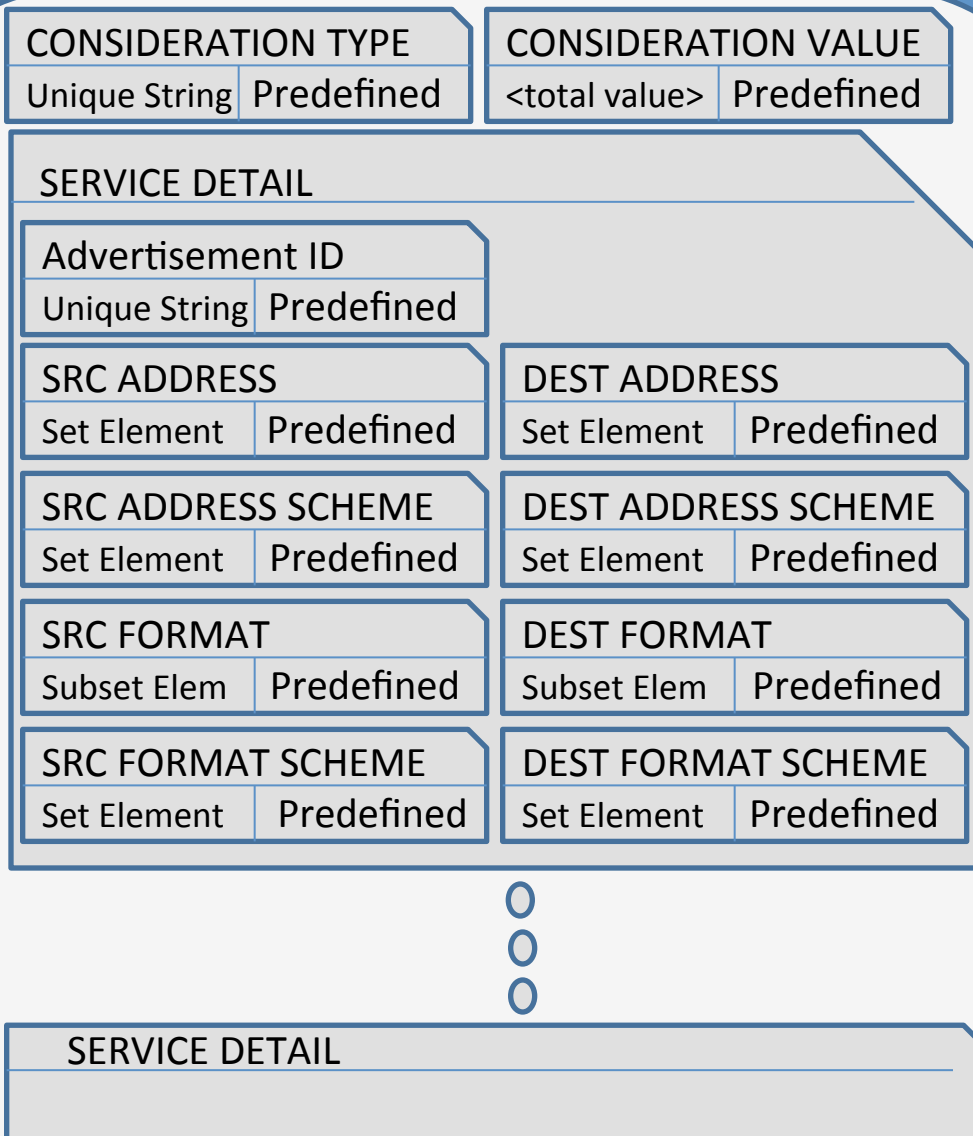 CONSIDERATION TYPE
Unique String Predefined
CONSIDERATION VALUE
<total value> Predefined
SERVICE DETAIL
Advertisement ID
Unique String Predefined
SRC ADDRESS
Set Element Predefined
DEST ADDRESS
Set Element Predefined
SRC ADDRESS SCHEME
Set Element Predefined
DEST ADDRESS SCHEME
Set Element Predefined
SRC FORMAT
Subset Elem Predefined
DEST FORMAT
Subset Elem Predefined
SRC FORMAT SCHEME
Set Element Predefined
DEST FORMAT SCHEME
Set Element Predefined
SERVICE DETAIL